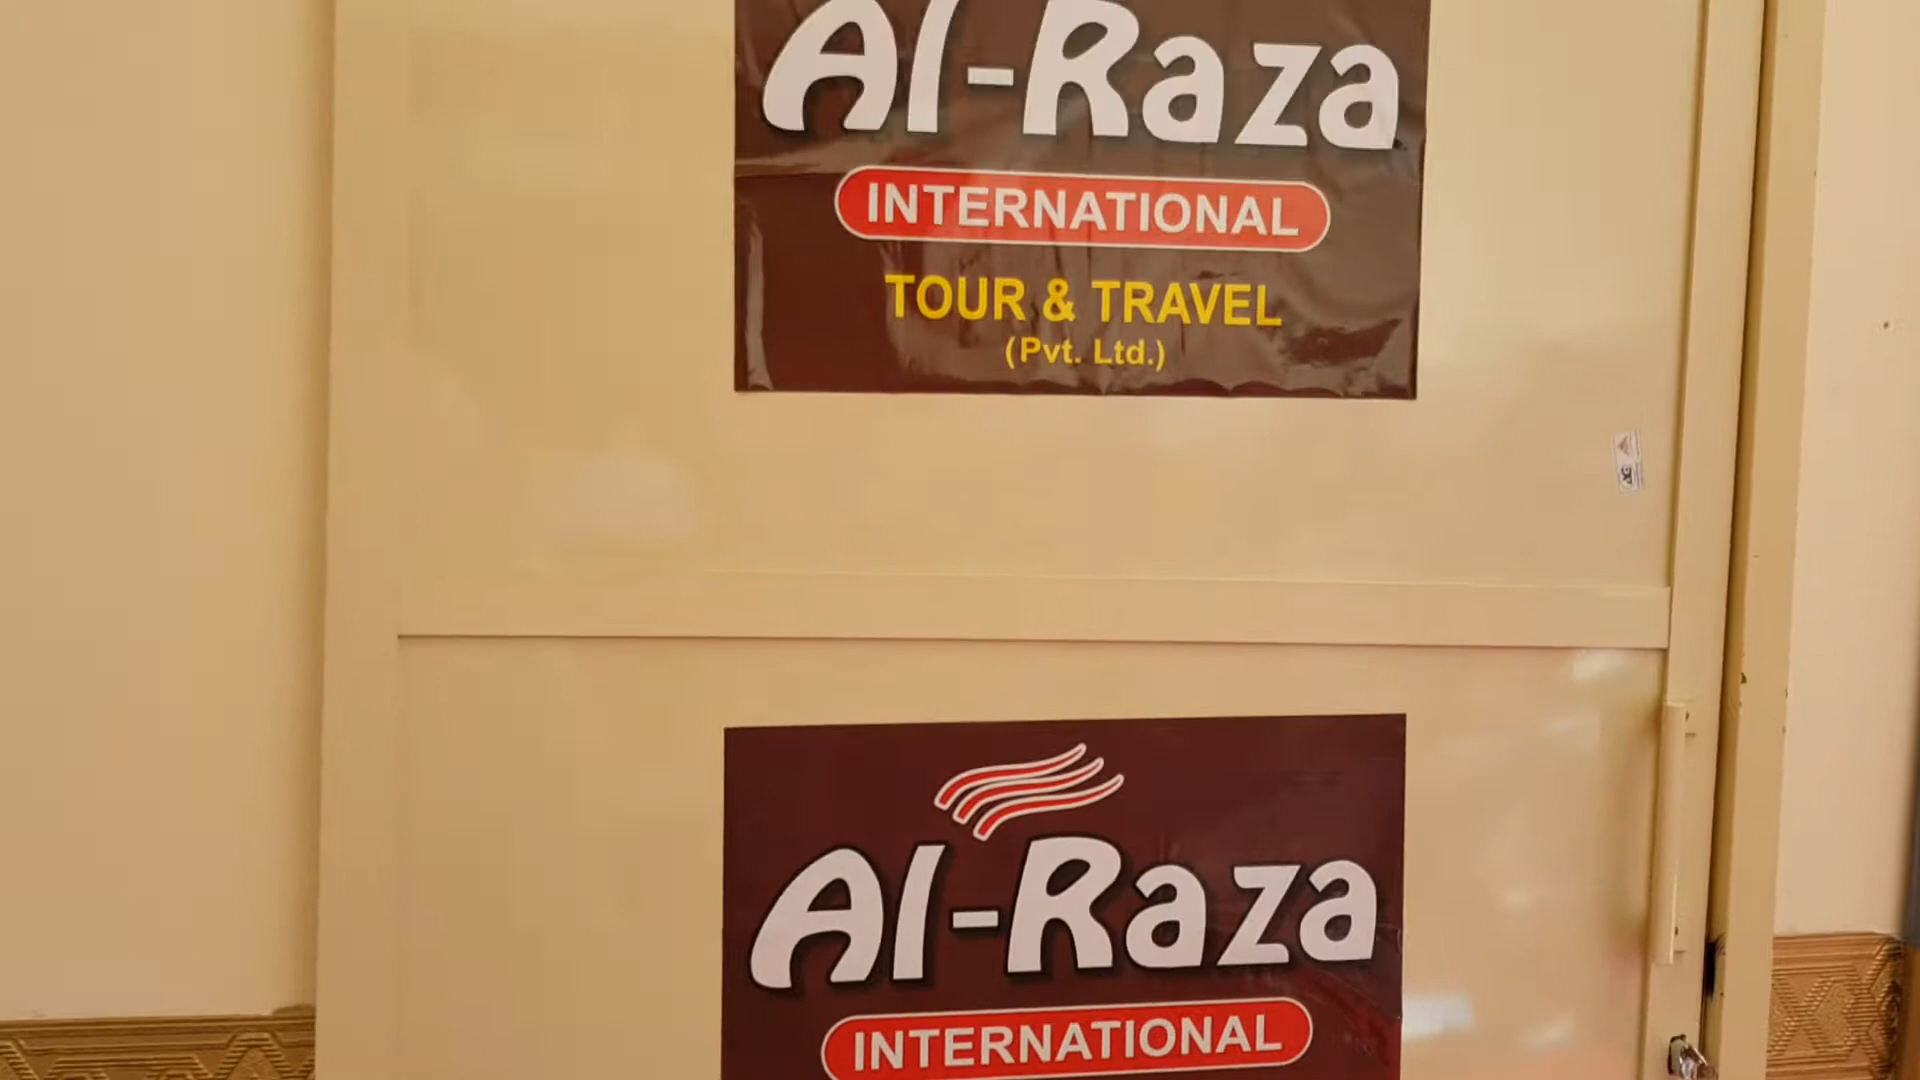 Al-Raza
INTERNATIONAL
TOUR & TRAVEL
(Pvt. Ltd.)
Al-Raza
INTERNATIONAL